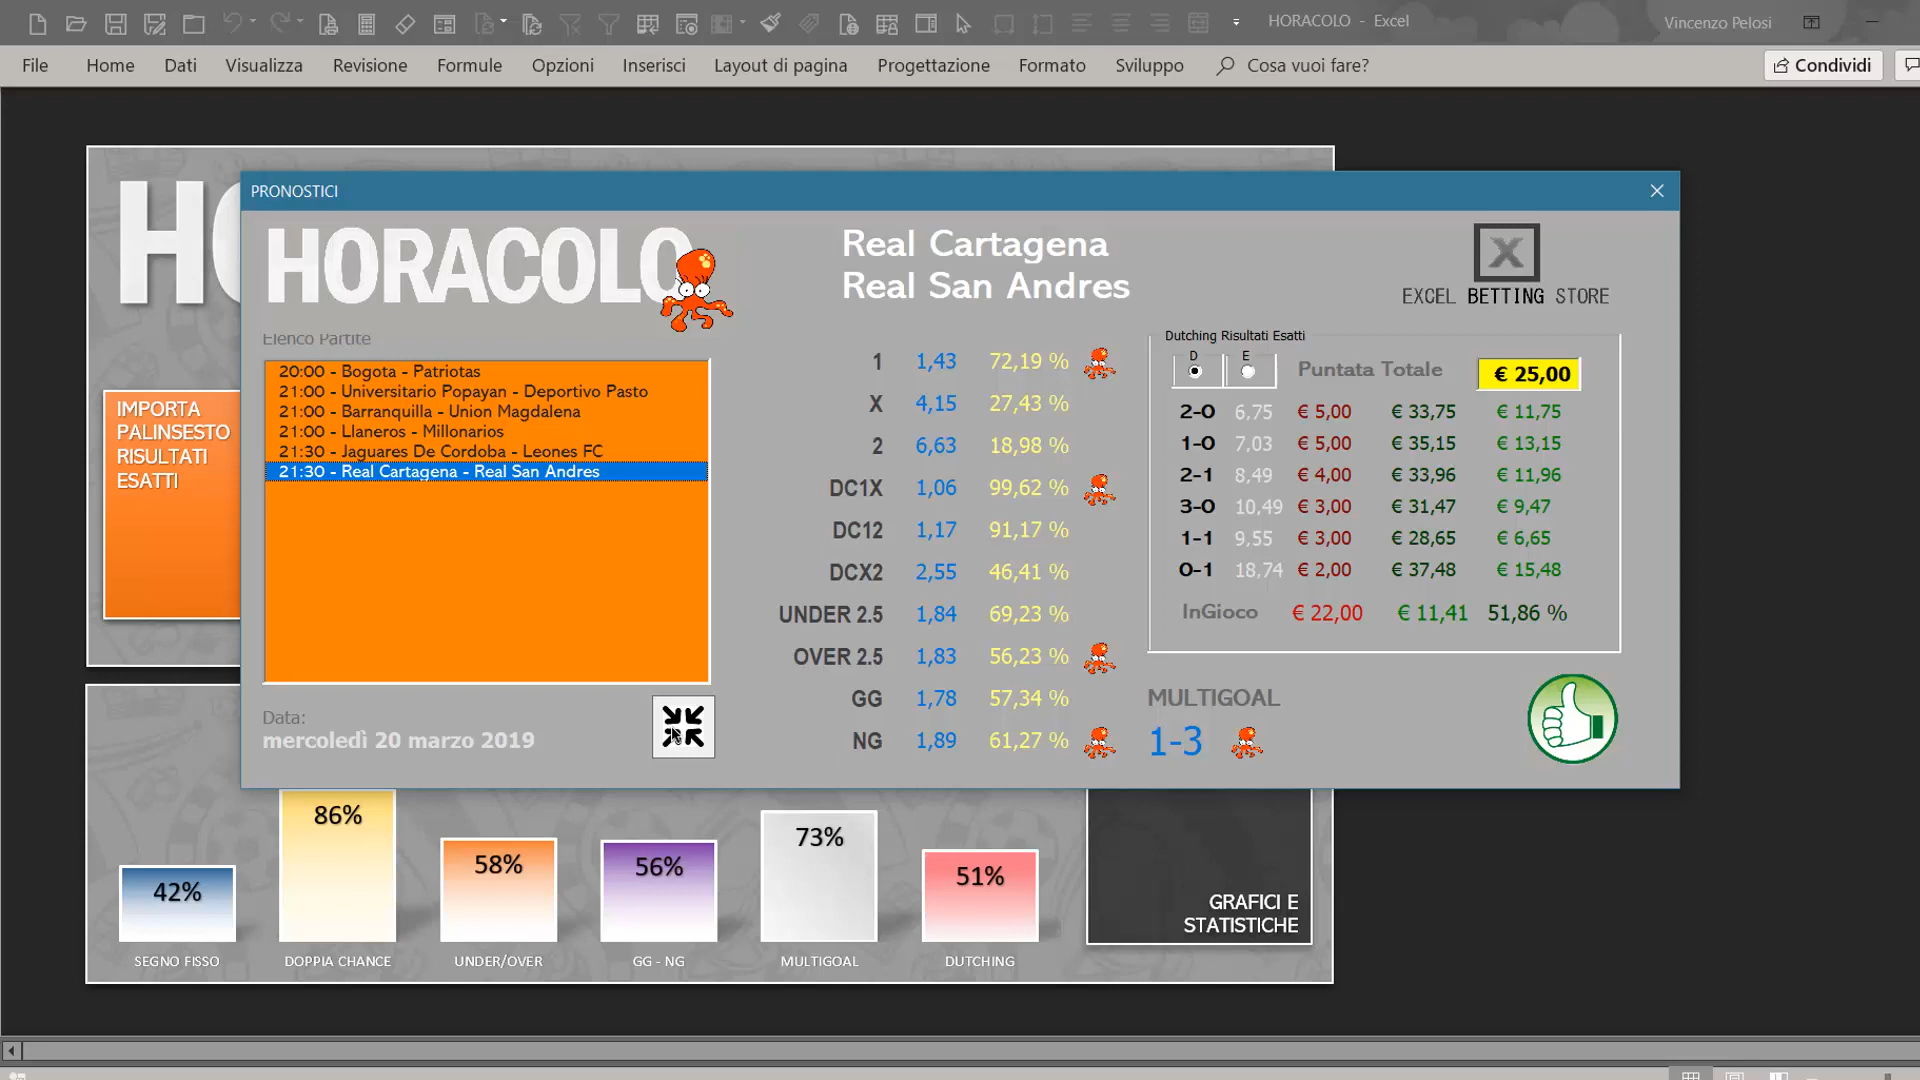 HORACOLO - Excel
Vincenzo Pelosi
File Home Dati Visualizza Revisione Formule Opzioni Inserisci Layout di pagina Progettazione Formato Sviluppo Cosa vuoi fare? Condividi
PRONOSTICI
HORACOLO
Real Cartagena
Real San Andres
X
EXCEL BETTING STORE
Elenco Partite
20:00 - Bogota - Patriotas
21:00 - Universitario Popayan - Deportivo Pasto
21:00 - Barranquilla - Union Magdalena
21:00 - Llaneros - Millonarios
21:30 - Jaguares De Cordoba - Leones FC
21:30 - Real Cartagena - Real San Andres
Data:
mercoledì 20 marzo 2019
1 1,43 72,19 %
X 4,15 27,43 %
2 6,63 18,98 %
DC1X 1,06 99,62 %
DC12 1,17 91,17 %
DCX2 2,55 46,41 %
UNDER 2.5 1,84 69,23 %
OVER 2.5 1,83 56,23 %
GG 1,78 57,34 %
NG 1,89 61,27 %
Dutching Risultati Esatti
D E
Puntata Totale € 25,00
2-0 6,75 € 5,00 € 33,75 € 11,75
1-0 7,03 € 5,00 € 35,15 € 13,15
2-1 8,49 € 4,00 € 33,96 € 11,96
3-0 10,49 € 3,00 € 31,47 € 9,47
1-1 9,55 € 3,00 € 28,65 € 6,65
0-1 18,74 € 2,00 € 37,48 € 15,48
InGioco € 22,00 € 11,41 51,86 %
MULTIGOAL
1-3
H
IMPORTA
PALINSESTO
RISULTATI
ESATTI
42% 86% 58% 56% 73% 51%
SEGNO FISSO DOPPIA CHANCE UNDER/OVER GG - NG MULTIGOAL DUTCHING
GRAFICI E
STATISTICHE